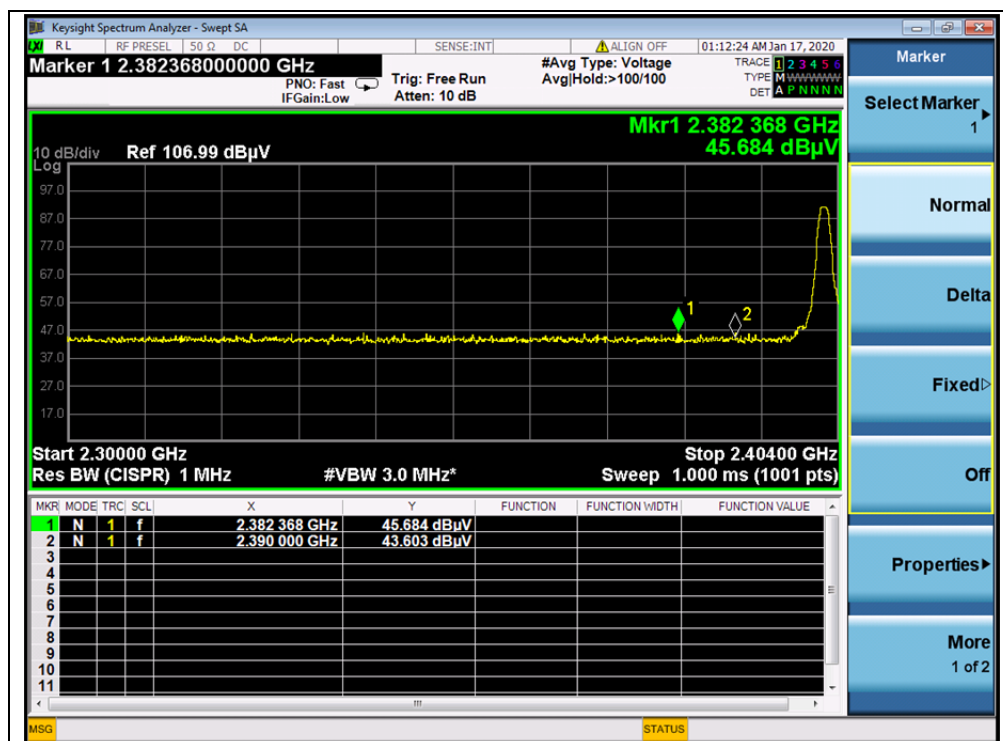 Keysight Spectrum Analyzer - Swept SA
LXI RL RF PRESEL 50 Ω DC SENSE:INT ALIGN OFF 01:12:24 AM Jan 17, 2020
Marker 1 2.382368000000 GHz
PNO: Fast
IFGain:Low
Trig: Free Run
Atten: 10 dB
#Avg Type: Voltage
Avg|Hold:>100/100
TRACE 1 2 3 4 5 6
TYPE M WWWWW
DET A P N N N N
Mkr1 2.382 368 GHz
45.684 dBµV
10 dB/div Ref 106.99 dBµV
Log
97.0
87.0
77.0
67.0
57.0
47.0
37.0
27.0
17.0
1
2
Start 2.30000 GHz Stop 2.40400 GHz
Res BW (CISPR) 1 MHz #VBW 3.0 MHz* Sweep 1.000 ms (1001 pts)
MKR MODE TRC SCL X Y FUNCTION FUNCTION WIDTH FUNCTION VALUE
1 N 1 f 2.382 368 GHz 45.684 dBµV
2 N 1 f 2.390 000 GHz 43.603 dBµV
3
4
5
6
7
8
9
10
11
MSG STATUS
Marker
Select Marker
1
Normal
Delta
Fixed
Off
Properties
More
1 of 2